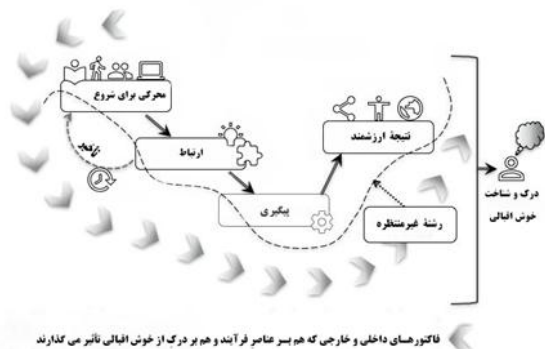 محرکی برای شروع
ارتباط
پیگیری
نتیجهٔ ارزشمند
رشتهٔ غیرمنتظره
درک و شناخت
خوش اقبالی
فاکتورهای داخلی و خارجی که هم بر عناصر فرآیند و هم بر درک از خوش اقبالی تأثیر می گذارند